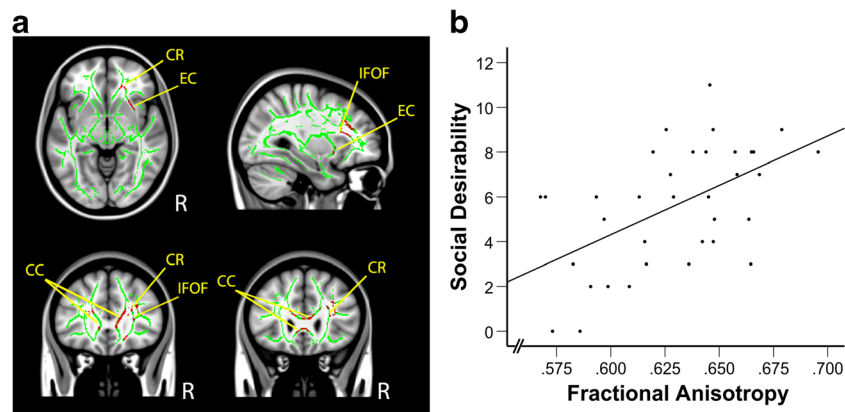 a
CR
EC
R
IFOF
EC
CC
CR
IFOF
R
CC
CR
R
b
Social Desirability
12
10
8
6
4
2
0
.575 .600 .625 .650 .675 .700
Fractional Anisotropy